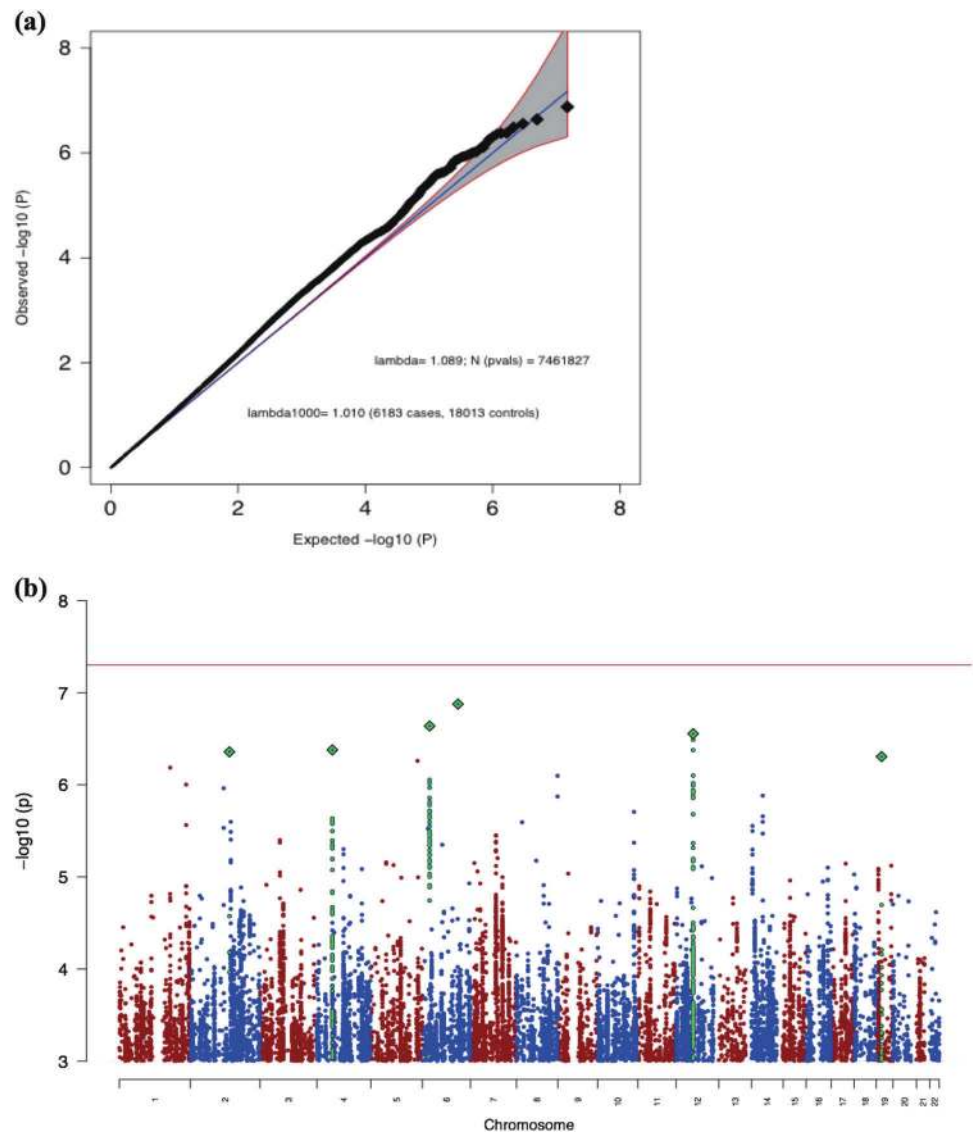 (a)
8
6
4
2
0
Observed −log10 (P)
lambda= 1.089; N (pvals) = 7461827
lambda1000= 1.010 (6183 cases, 18013 controls)
0 2 4 6 8
Expected −log10 (P)
(b)
8
7
6
5
4
3
−log10 (p)
1 2 3 4 5 6 7 8 9 10 11 12 13 14 15 16 17 18 19 20 21 22
Chromosome